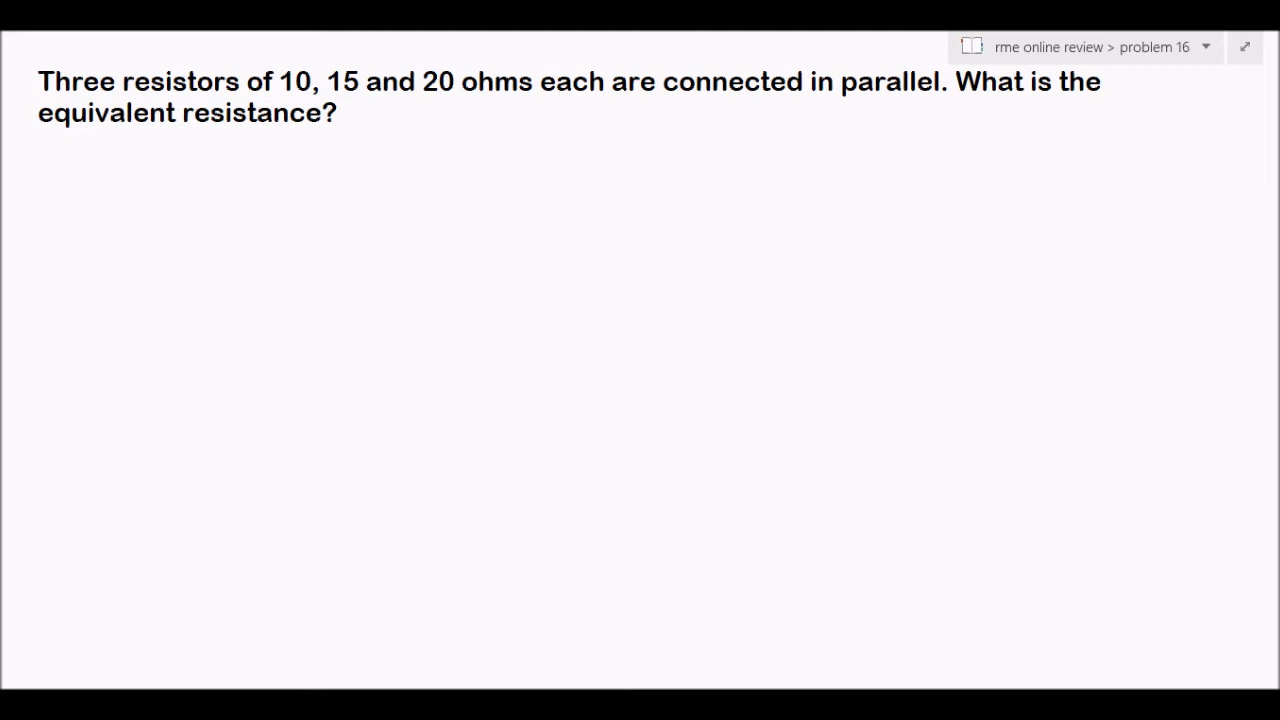 rme online review > problem 16
Three resistors of 10, 15 and 20 ohms each are connected in parallel. What is the
equivalent resistance?